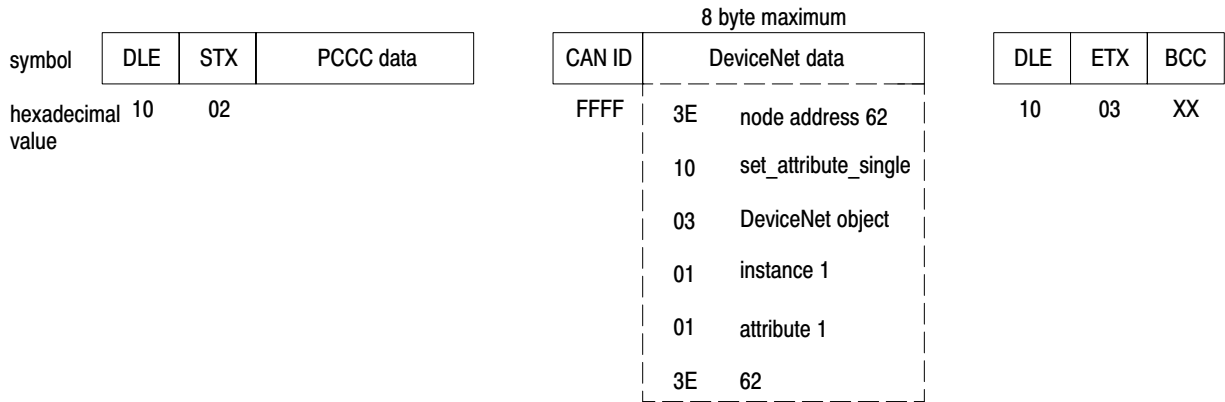 8 byte maximum
symbol DLE STX PCCC data CAN ID DeviceNet data DLE ETX BCC
hexadecimal value 10 02 FFFF 3E node address 62 10 03 XX
10 set_attribute_single
03 DeviceNet object
01 instance 1
01 attribute 1
3E 62